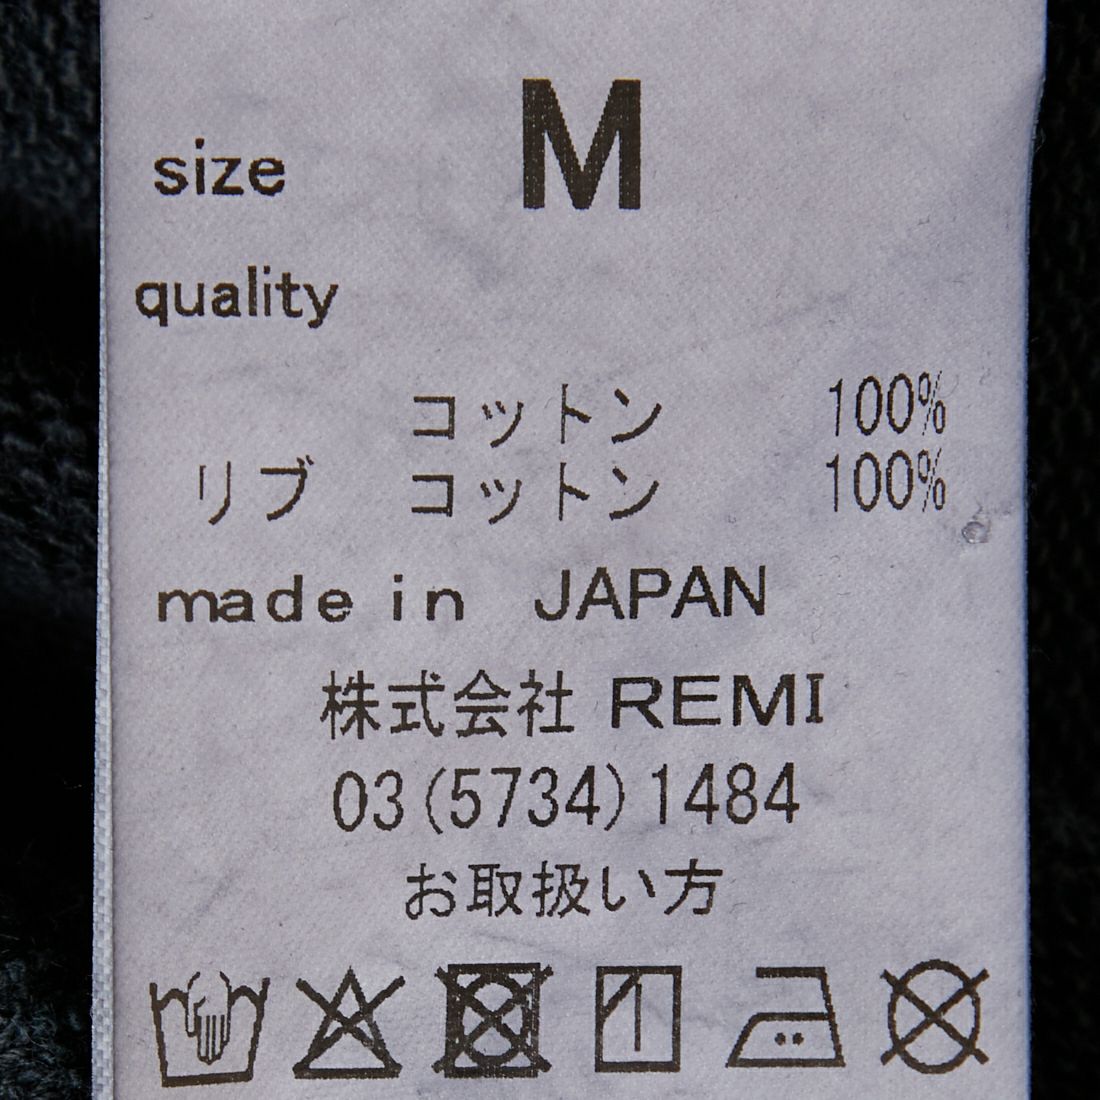 size M
quality
コットン 100%
リブ コットン 100%
made in JAPAN
株式会社 REMI
03(5734)1484
お取扱い方